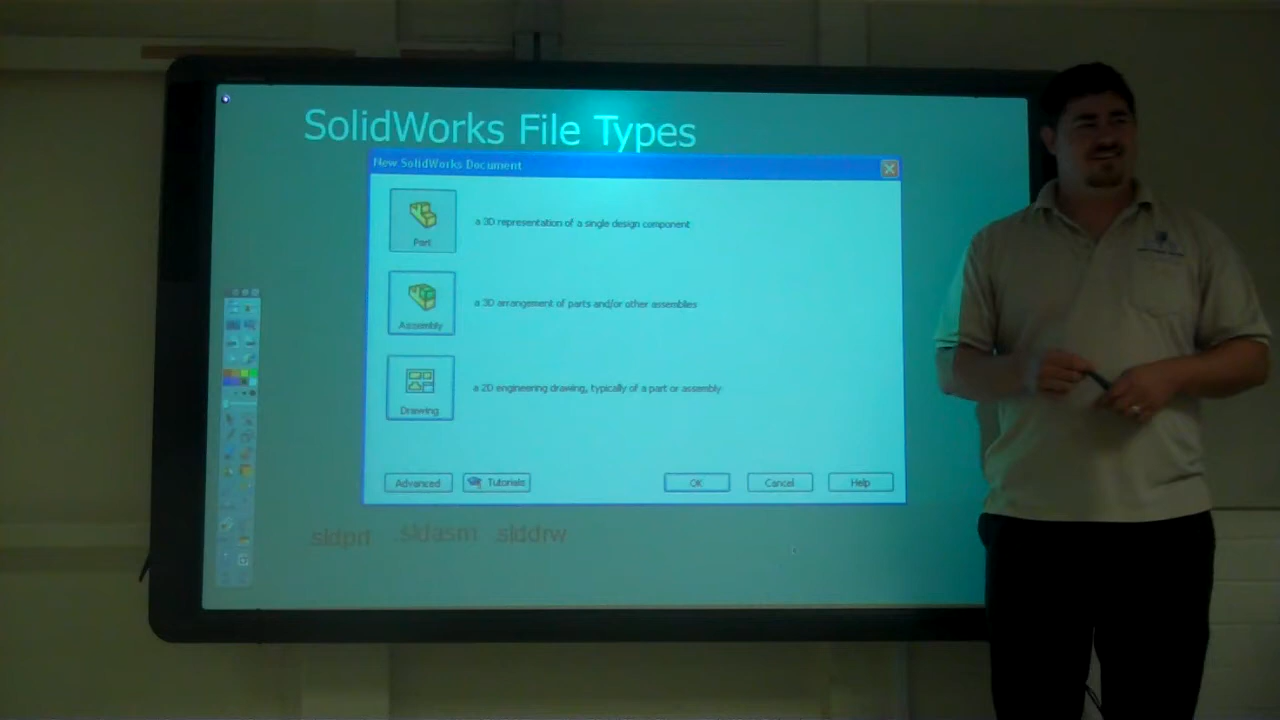 SolidWorks File Types
New SolidWorks Document
Part
a 3D representation of a single design component
Assembly
a 3D arrangement of parts and/or other assemblies
Drawing
a 2D engineering drawing, typically of a part or assembly
Advanced Tutorials OK Cancel Help
.sldprt .sldasm .slddrw